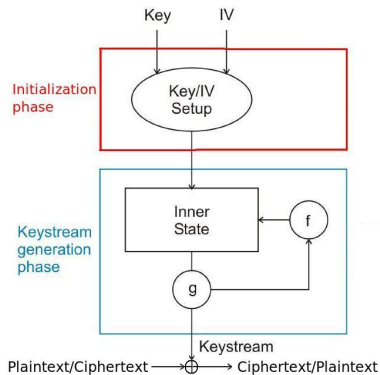 Key IV
Initialization
phase
Key/IV
Setup
Keystream
generation
phase
Inner
State
f
g
Keystream
Plaintext/Ciphertext Ciphertext/Plaintext